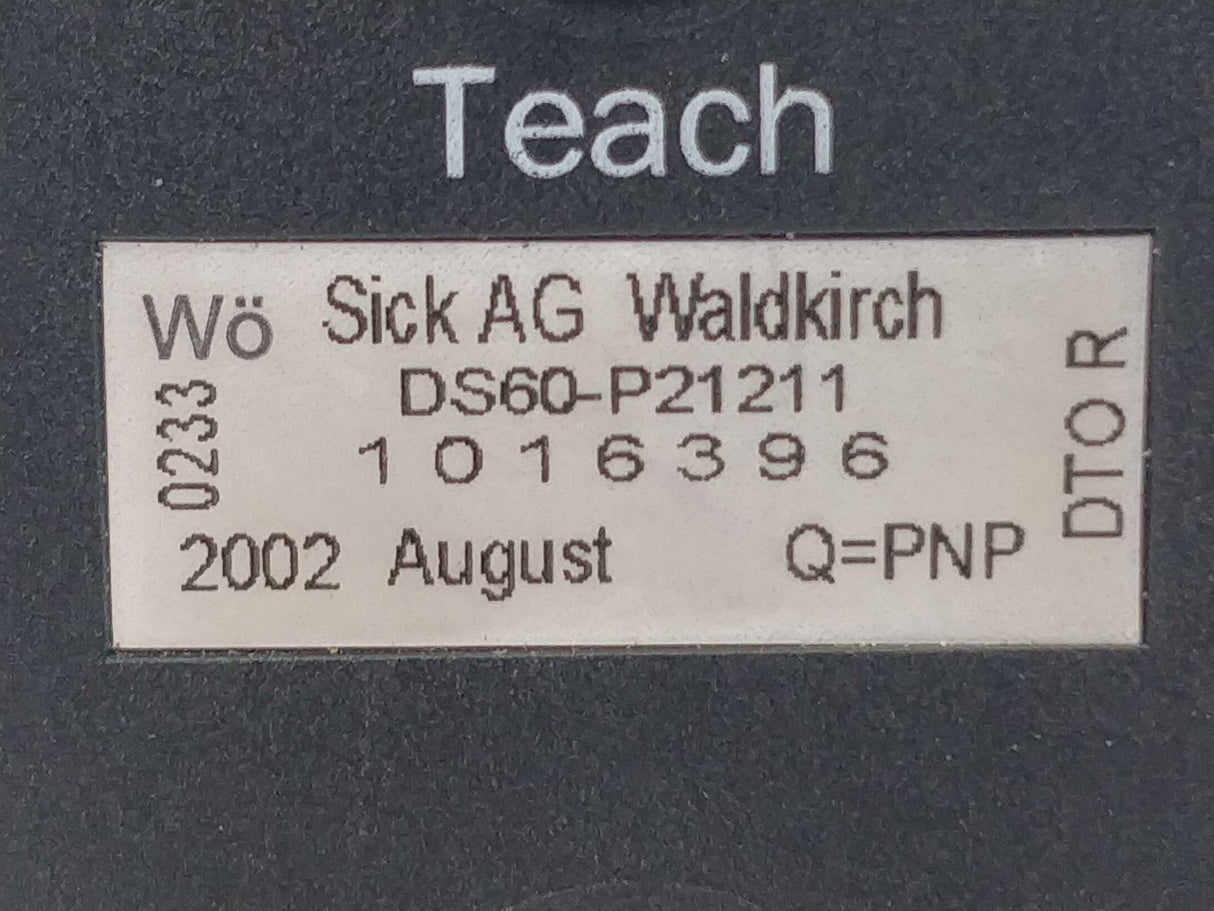 Teach
Wö Sick AG Waldkirch
DS60-P21211
1016396
0233
2002 August Q=PNP
DTO R